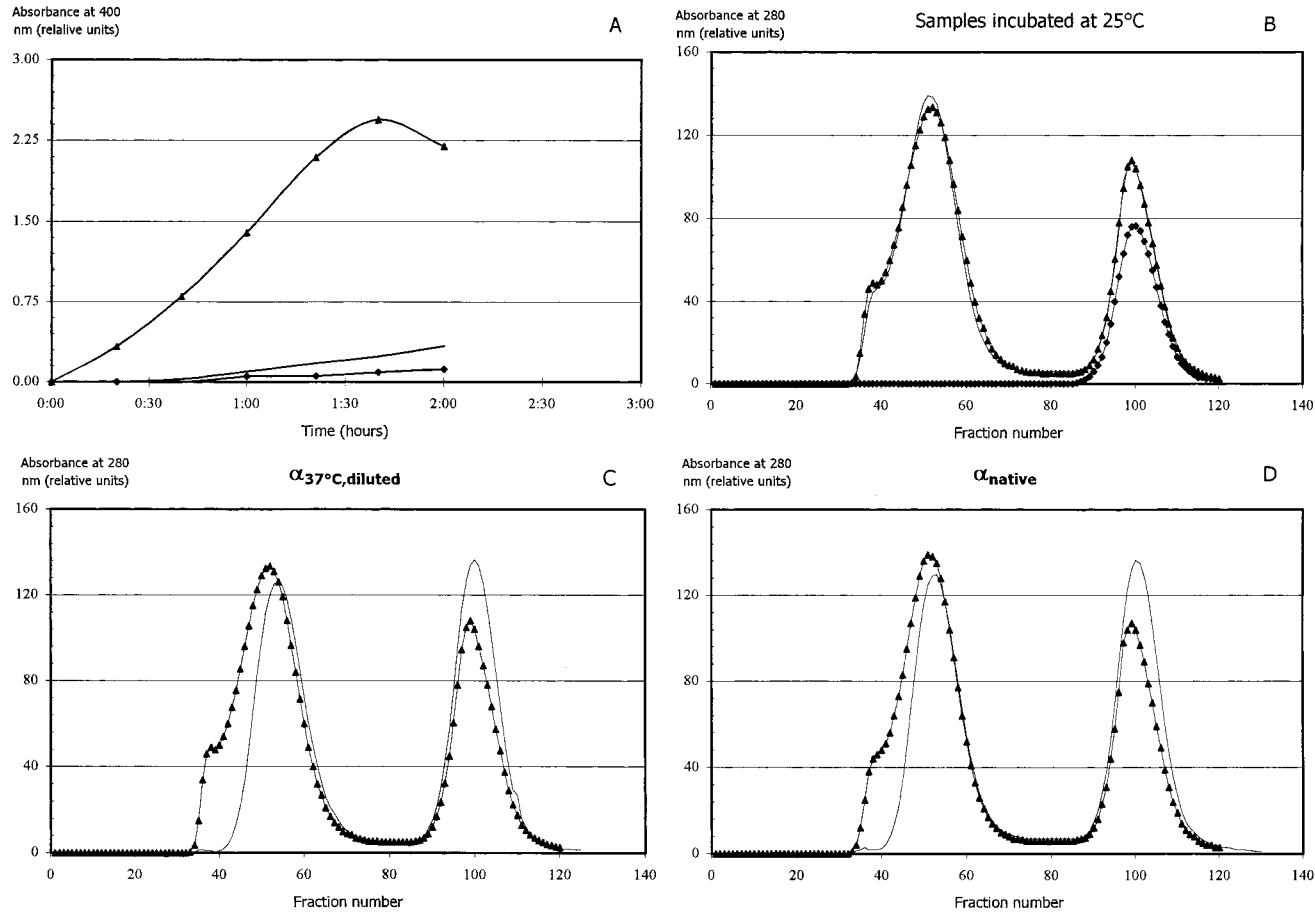 Absorbance at 400
nm (relalive units)
A
3.00
2.25
1.50
0.75
0.00
0:00 0:30 1:00 1:30 2:00 2:30 3:00
Time (hours)
Absorbance at 280
nm (relative units)
Samples incubated at 25°C
B
160
120
80
40
0
0 20 40 60 80 100 120 140
Fraction number
Absorbance at 280
nm (relative units)
α37°C,diluted
C
160
120
80
40
0
0 20 40 60 80 100 120 140
Fraction number
Absorbance at 280
nm (relative units)
αnative
D
160
120
80
40
0
0 20 40 60 80 100 120 140
Fraction number